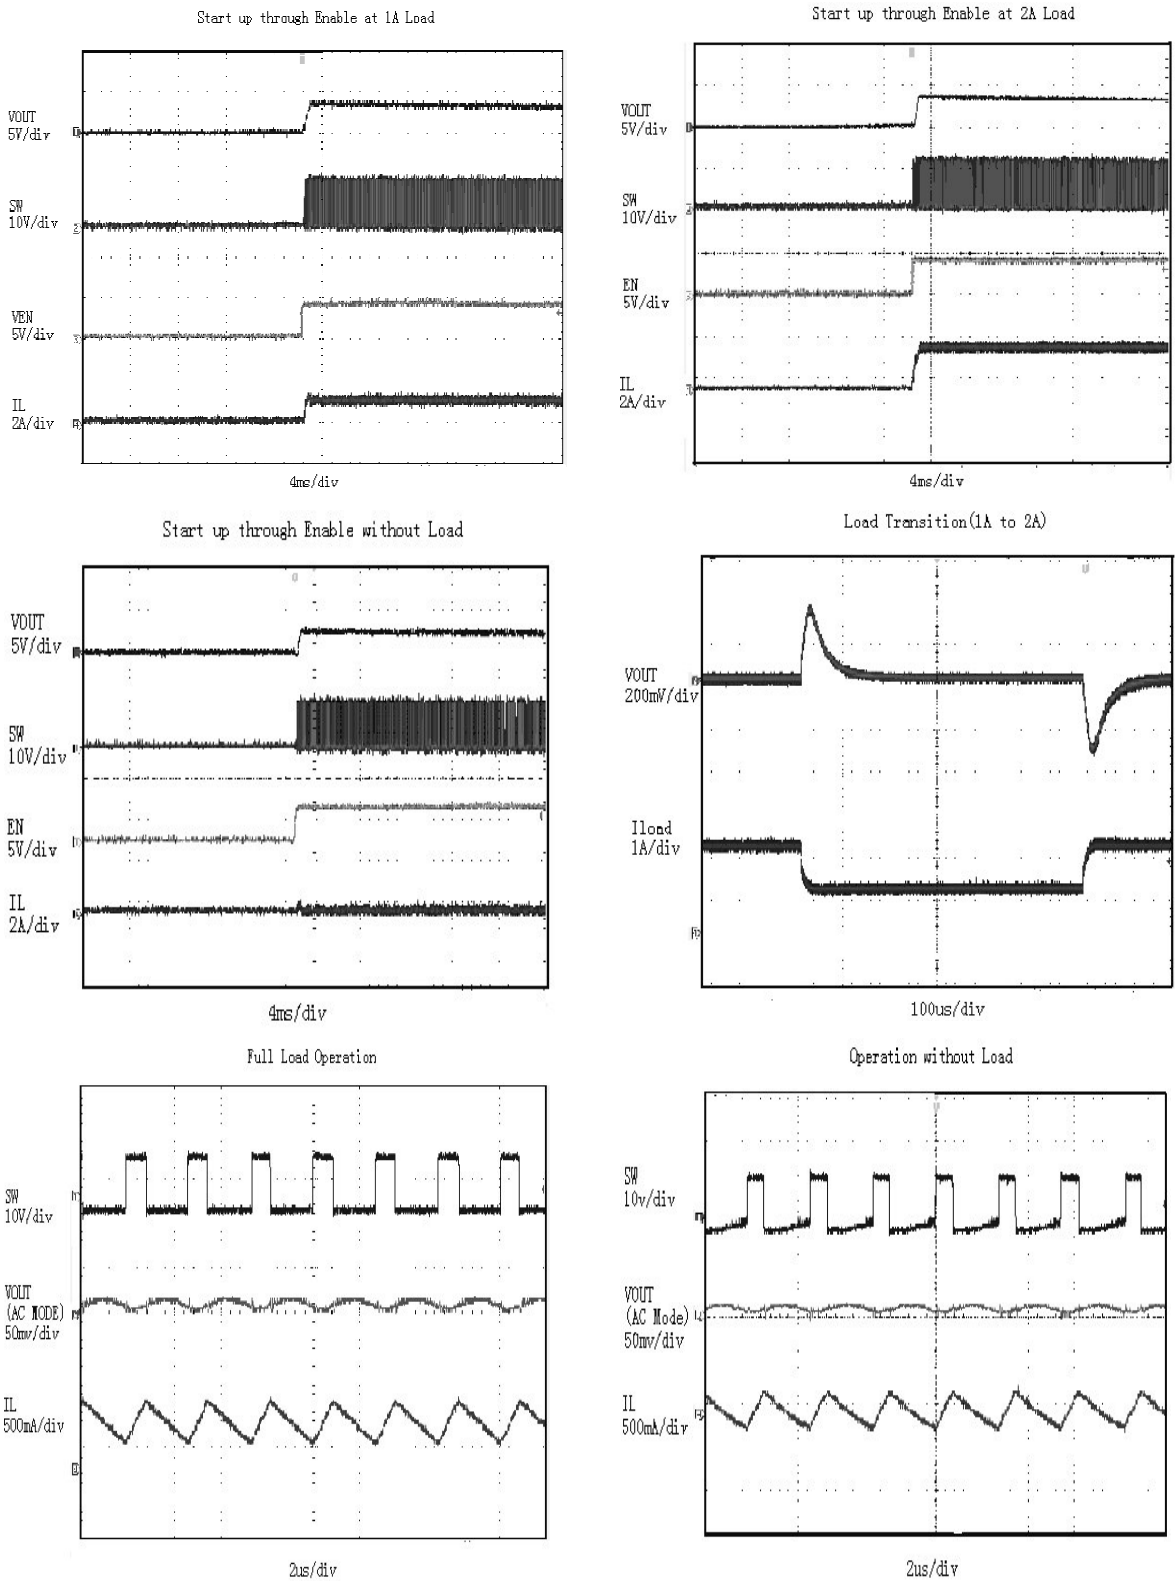 Start up through Enable at 1A Load
VOUT
5V/div
SW
10V/div
VEN
5V/div
IL
2A/div
4ms/div
Start up through Enable at 2A Load
VOUT
5V/div
SW
10V/div
EN
5V/div
IL
2A/div
4ms/div
Start up through Enable without Load
VOUT
5V/div
SW
10V/div
EN
5V/div
IL
2A/div
4ms/div
Load Transition(1A to 2A)
VOUT
200mV/div
Iload
1A/div
100us/div
Full Load Operation
SW
10V/div
VOUT
(AC MODE)
50mv/div
IL
500mA/div
2us/div
Operation without Load
SW
10v/div
VOUT
(AC Mode)
50mv/div
IL
500mA/div
2us/div